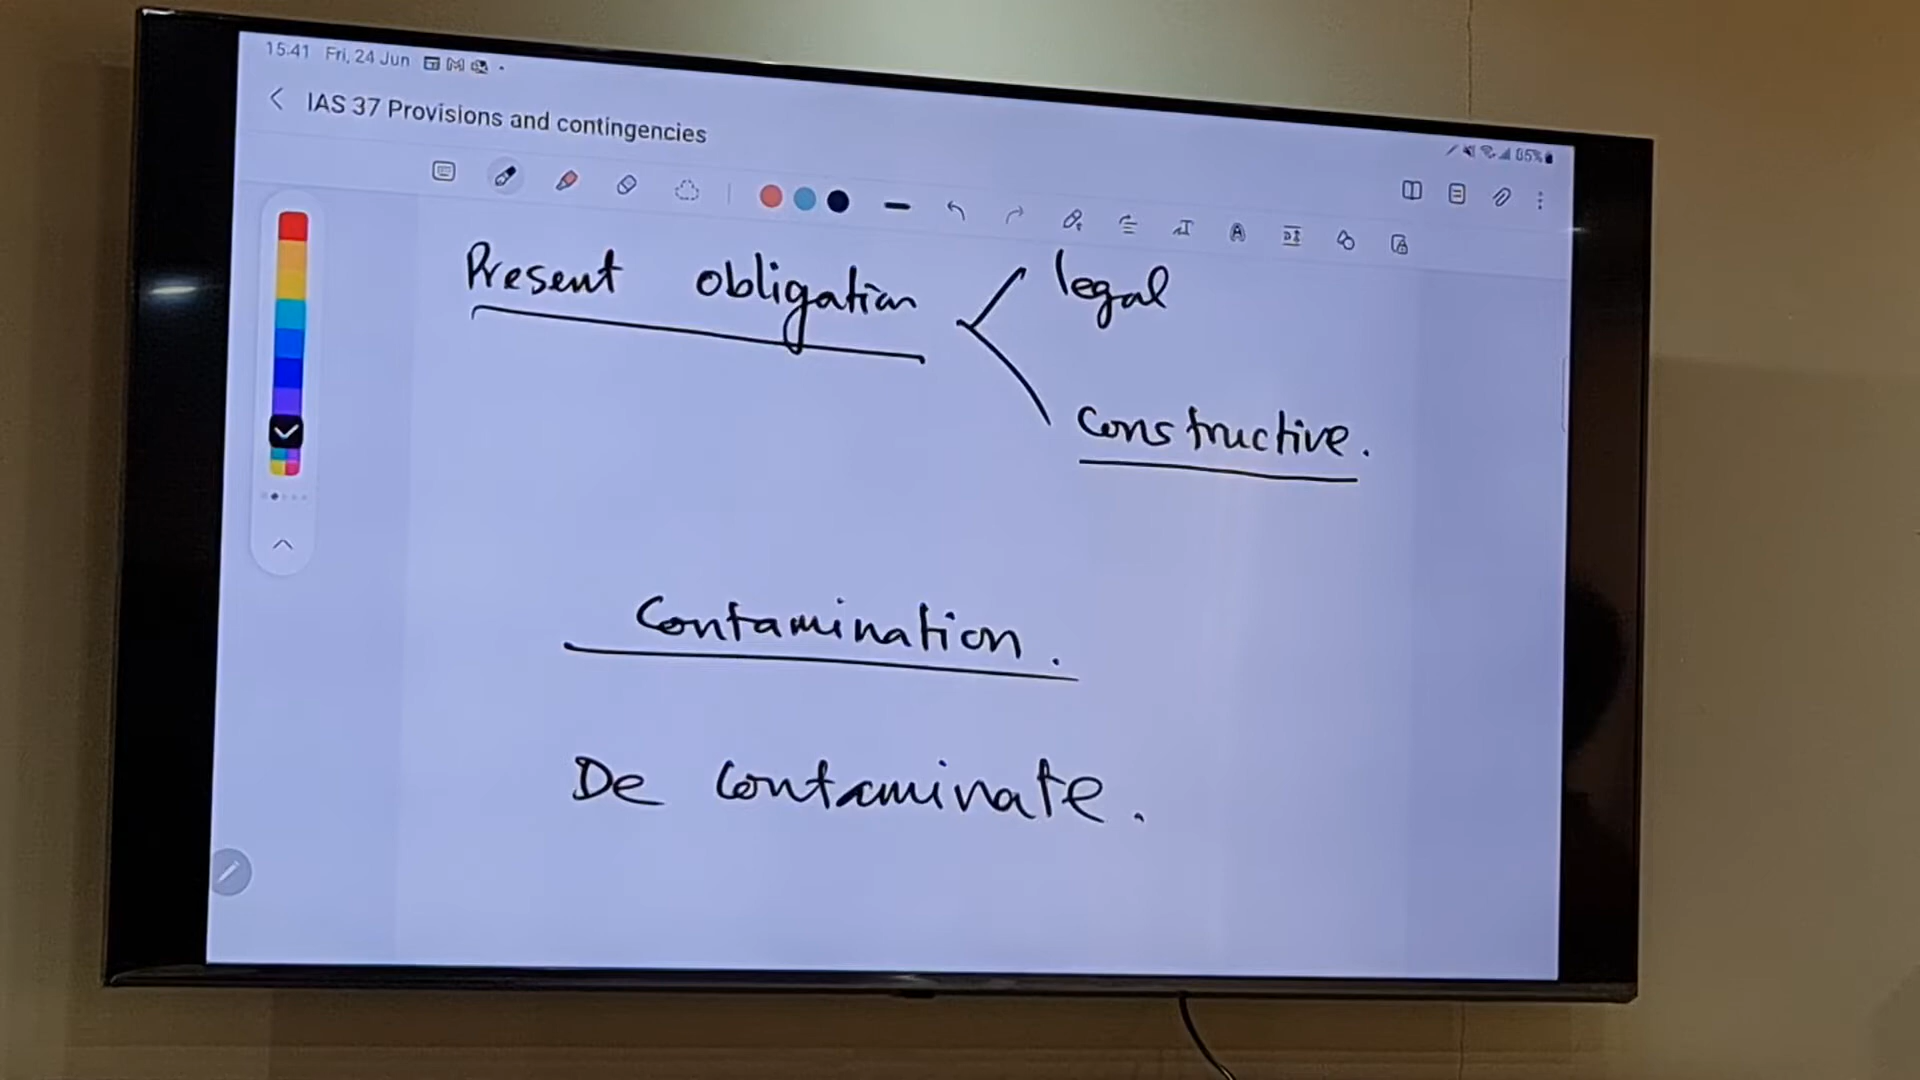 15:41 Fri, 24 Jun
IAS 37 Provisions and contingencies
Present obligation
legal
Constructive.
Contamination.
De contaminate.